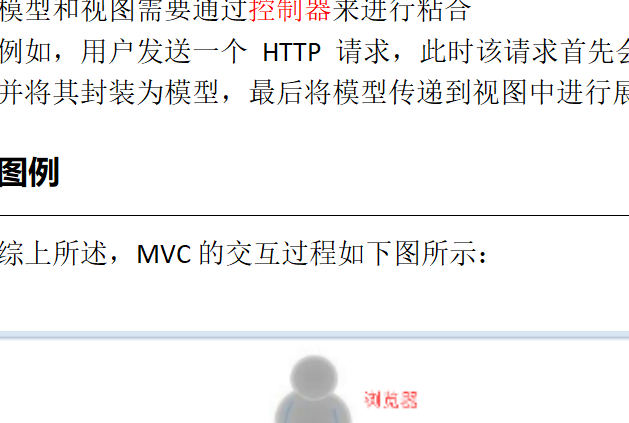 模型和视图需要通过控制器来进行粘合
例如，用户发送一个 HTTP 请求，此时该请求首先会
并将其封装为模型，最后将模型传递到视图中进行展
图例
综上所述，MVC 的交互过程如下图所示：
浏览器